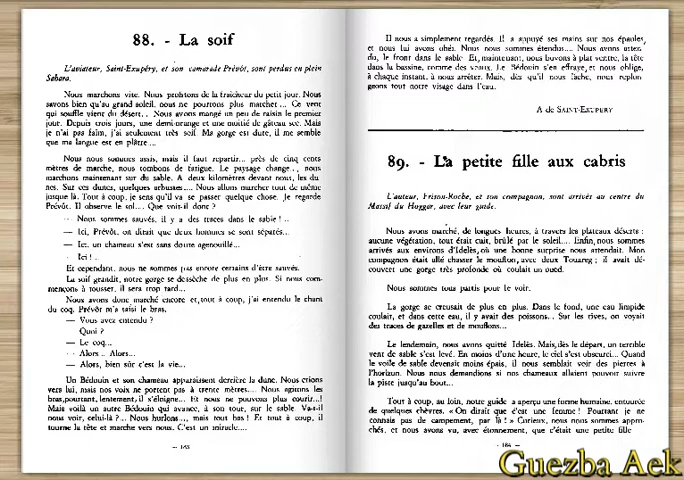 88. - La soif
L'aviateur, Saint-Exupéry, et son camarade Prévôt, sont perdus en plein
Sahara.
Nous marchons vite. Nous profitons de la fraîcheur du petit jour. Nous
savons bien qu'au grand soleil, nous ne pourrons plus marcher... Ce vent
qui souffle vient du désert... Nous avons mangé un peu de raisin le premier
jour. Depuis trois jours, une demi-orange et une moitié de gâteau sec. Mais
je n'ai pas faim, j'ai seulement très soif. Ma gorge est dure, il me semble
que ma langue est en plâtre...
Nous nous sommes assis, mais il faut repartir... près de cinq cents
mètres de marche, nous tombons de fatigue. Le paysage change... nous
marchons maintenant sur du sable. A deux kilomètres devant nous, les du-
nes. Sur ces dunes, quelques arbustes.... Nous allons marcher tout de même
jusque là. Tout à coup, je sens qu'il va se passer quelque chose. Je regarde
Prévôt. Il observe le sol.... Que voit-il donc ?
— Nous sommes sauvés, il y a des traces dans le sable !...
— Ici, Prévôt, on dirait que deux hommes se sont séparés...
— Ici, un chameau s'est sans doute agenouillé...
— Ici !...
Et cependant, nous ne sommes pas encore certains d'être sauvés.
La soif grandit, notre gorge se dessèche de plus en plus. Si nous com-
mençons à tousser, il sera trop tard...
Nous avons donc marché encore et, tout à coup, j'ai entendu le chant
du coq. Prévôt m'a saisi le bras.
— Vous avez entendu ?
— Quoi ?
— Le coq...
— Alors... Alors...
— Alors, bien sûr c'est la vie...
Un Bédouin et son chameau apparaissent derrière la dune. Nous crions
vers lui, mais nos voix ne portent pas à trente mètres.... Nous agitons les
bras, pourtant, lentement, il s'éloigne... Et nous ne pouvons plus courir...!
Mais voilà un autre Bédouin qui avance, à son tour, sur le sable. Va-t-il
nous voir, celui-là ?... Nous hurlons..., mais tout bas ! Et tout à coup, il
tourne la tête et marche vers nous. C'est un miracle....
— 183
Il nous a simplement regardés. Il a appuyé ses mains sur nos épaules,
et nous lui avons obéi. Nous nous sommes étendus.... Nous avons atten-
du, le front dans le sable. Et, maintenant, nous buvons à plat ventre, la tête
dans la bassine, comme des veaux. Le Bédouin s'en effraye, et nous oblige,
à chaque instant, à nous arrêter. Mais, dès qu'il nous lâche, nous replon-
geons tout notre visage dans l'eau.
A de SAINT-EXUPERY
89. - La petite fille aux cabris
L'auteur, Frison-Roche, et son compagnon, sont arrivés au centre du
Massif du Hoggar, avec leur guide.
Nous avons marché, de longues heures, à travers les plateaux déserts :
aucune végétation, tout était cuit, brûlé par le soleil.... Enfin, nous sommes
arrivés aux environs d'Idelès, où une bonne surprise nous attendait. Mon
compagnon était allé chasser le mouflon, avec deux Touareg ; il avait dé-
couvert une gorge très profonde où coulait un oued.
Nous sommes tous partis pour le voir.
La gorge se creusait de plus en plus. Dans le fond, une eau limpide
coulait, et dans cette eau, il y avait des poissons... Sur les rives, on voyait
des traces de gazelles et de mouflons...
Le lendemain, nous avons quitté Idelès. Mais, dès le départ, un terrible
vent de sable s'est levé. En moins d'une heure, le ciel s'est obscurci... Quand
le voile de sable devenait moins épais, il nous semblait voir des pierres à
l'horizon. Nous nous demandions si nos chameaux allaient pouvoir suivre
la piste jusqu'au bout...
Tout à coup, au loin, notre guide a aperçu une forme humaine, entourée
de quelques chèvres. « On dirait que c'est une femme ! Pourtant je ne
connais pas de campement, par là ! » Curieux, nous nous sommes appro-
chés, et nous avons vu, avec étonnement, que c'était une petite fille
- 184 -
Guezba Aek